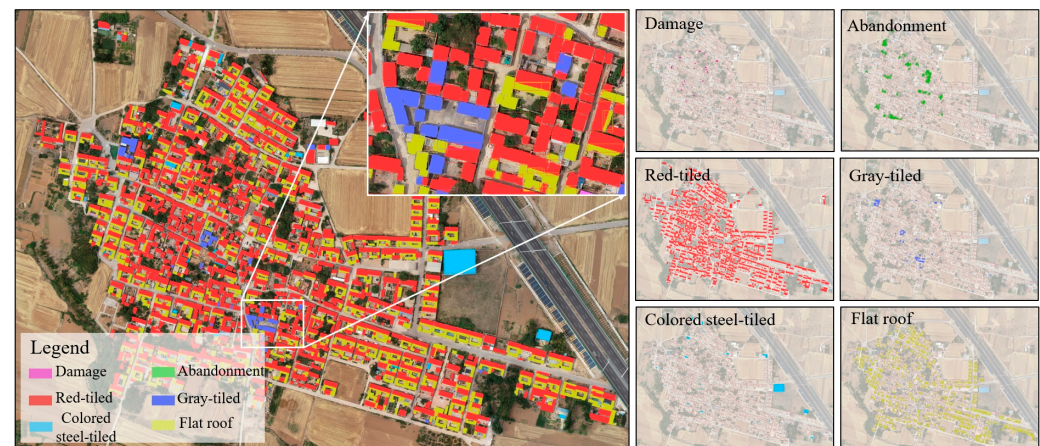 Damage
Abandonment
Red-tiled
Gray-tiled
Colored steel-tiled
Flat roof
Legend
Damage
Abandonment
Red-tiled
Gray-tiled
Colored
steel-tiled
Flat roof